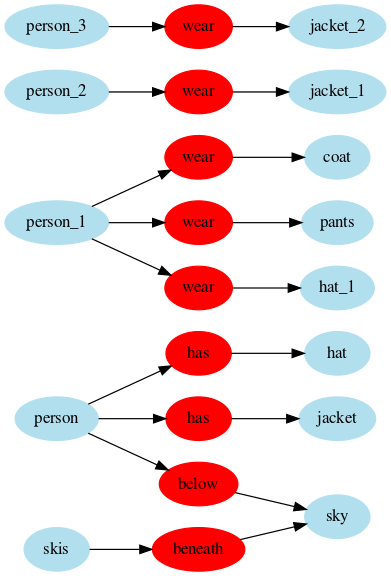 person_3 wear jacket_2
person_2 wear jacket_1
wear coat
person_1 wear pants
wear hat_1
has hat
person has jacket
below
sky
skis beneath